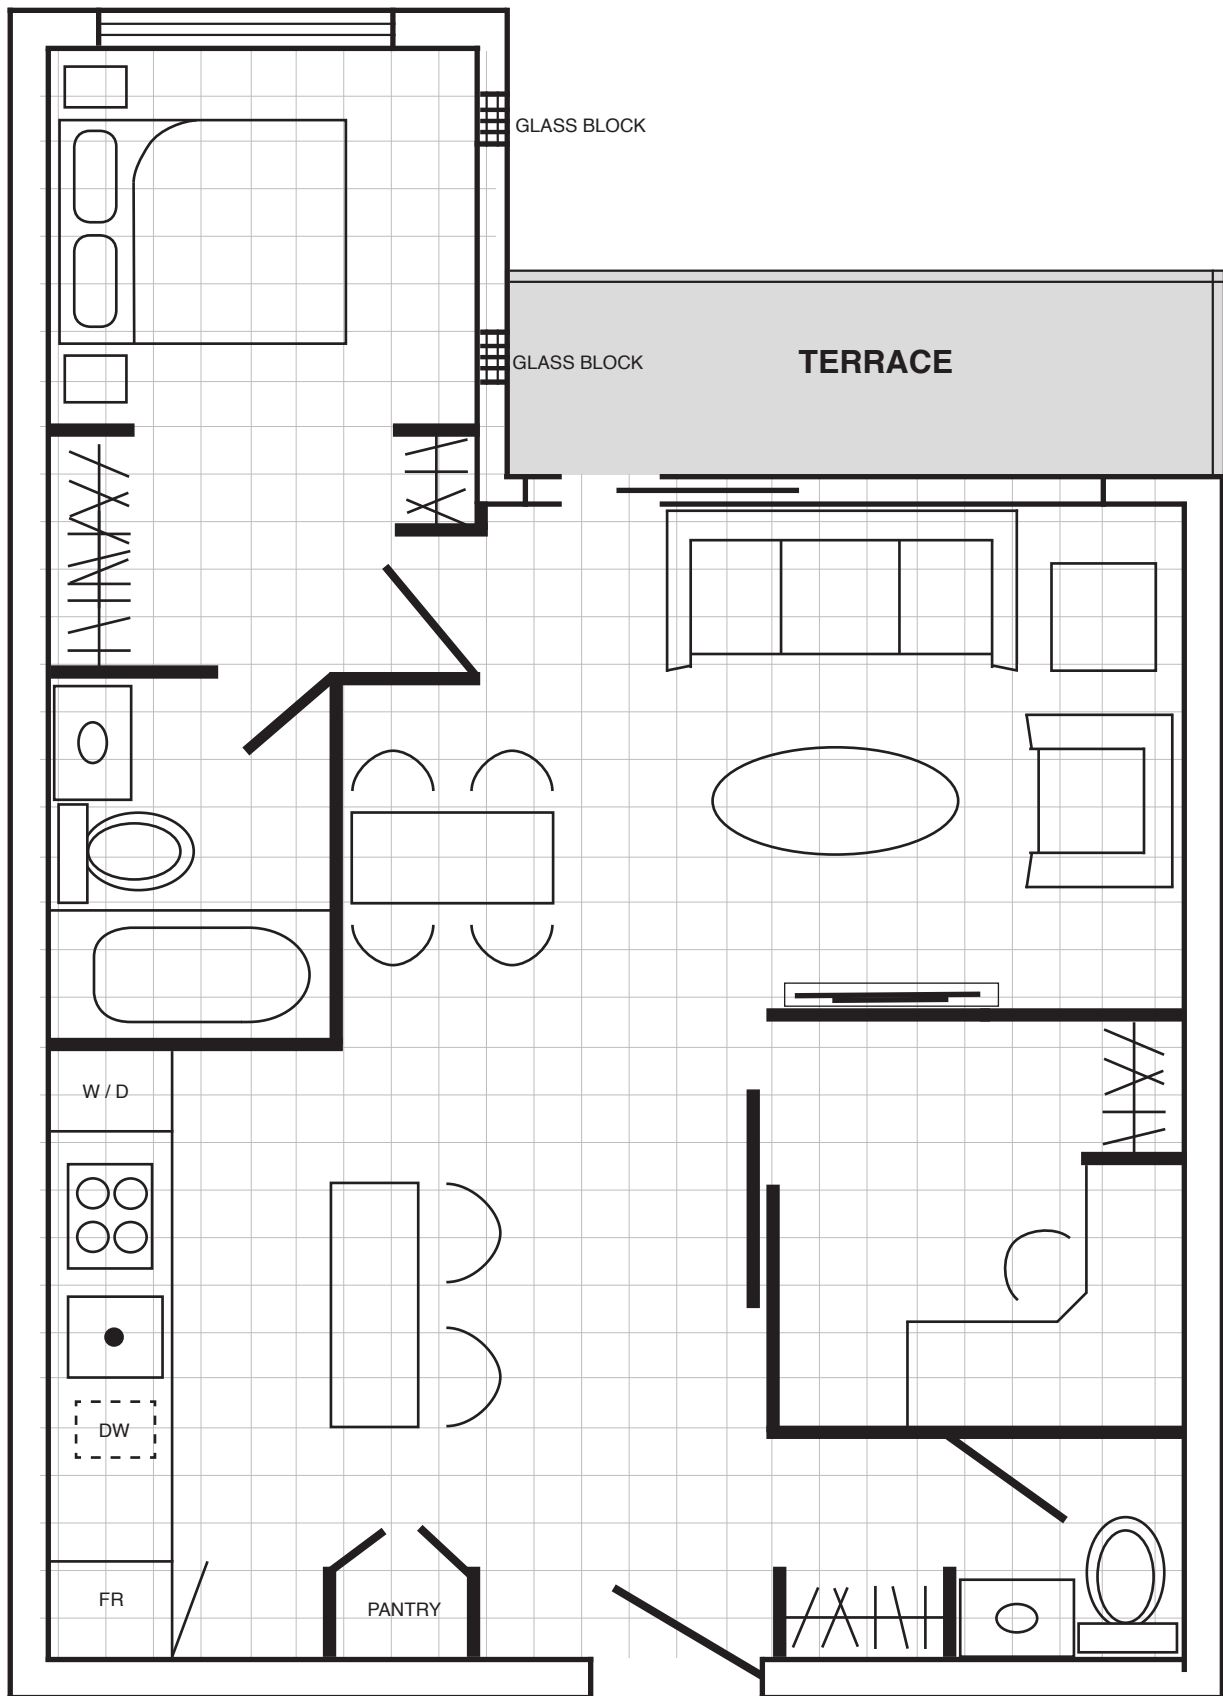 GLASS BLOCK
GLASS BLOCK
TERRACE
W / D
DW
FR
PANTRY